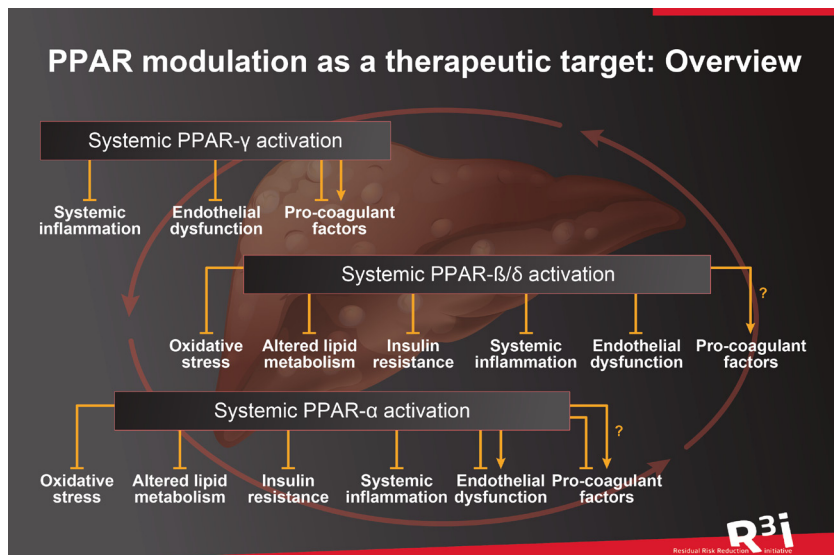 PPAR modulation as a therapeutic target: Overview
Systemic PPAR-γ activation
Systemic
inflammation
Endothelial
dysfunction
Pro-coagulant
factors
Systemic PPAR-ß/δ activation
?
Oxidative
stress
Altered lipid
metabolism
Insulin
resistance
Systemic
inflammation
Endothelial
dysfunction
Pro-coagulant
factors
Systemic PPAR-α activation
?
Oxidative
stress
Altered lipid
metabolism
Insulin
resistance
Systemic
inflammation
Endothelial
dysfunction
Pro-coagulant
factors
R3i
Residual Risk Reduction initiative